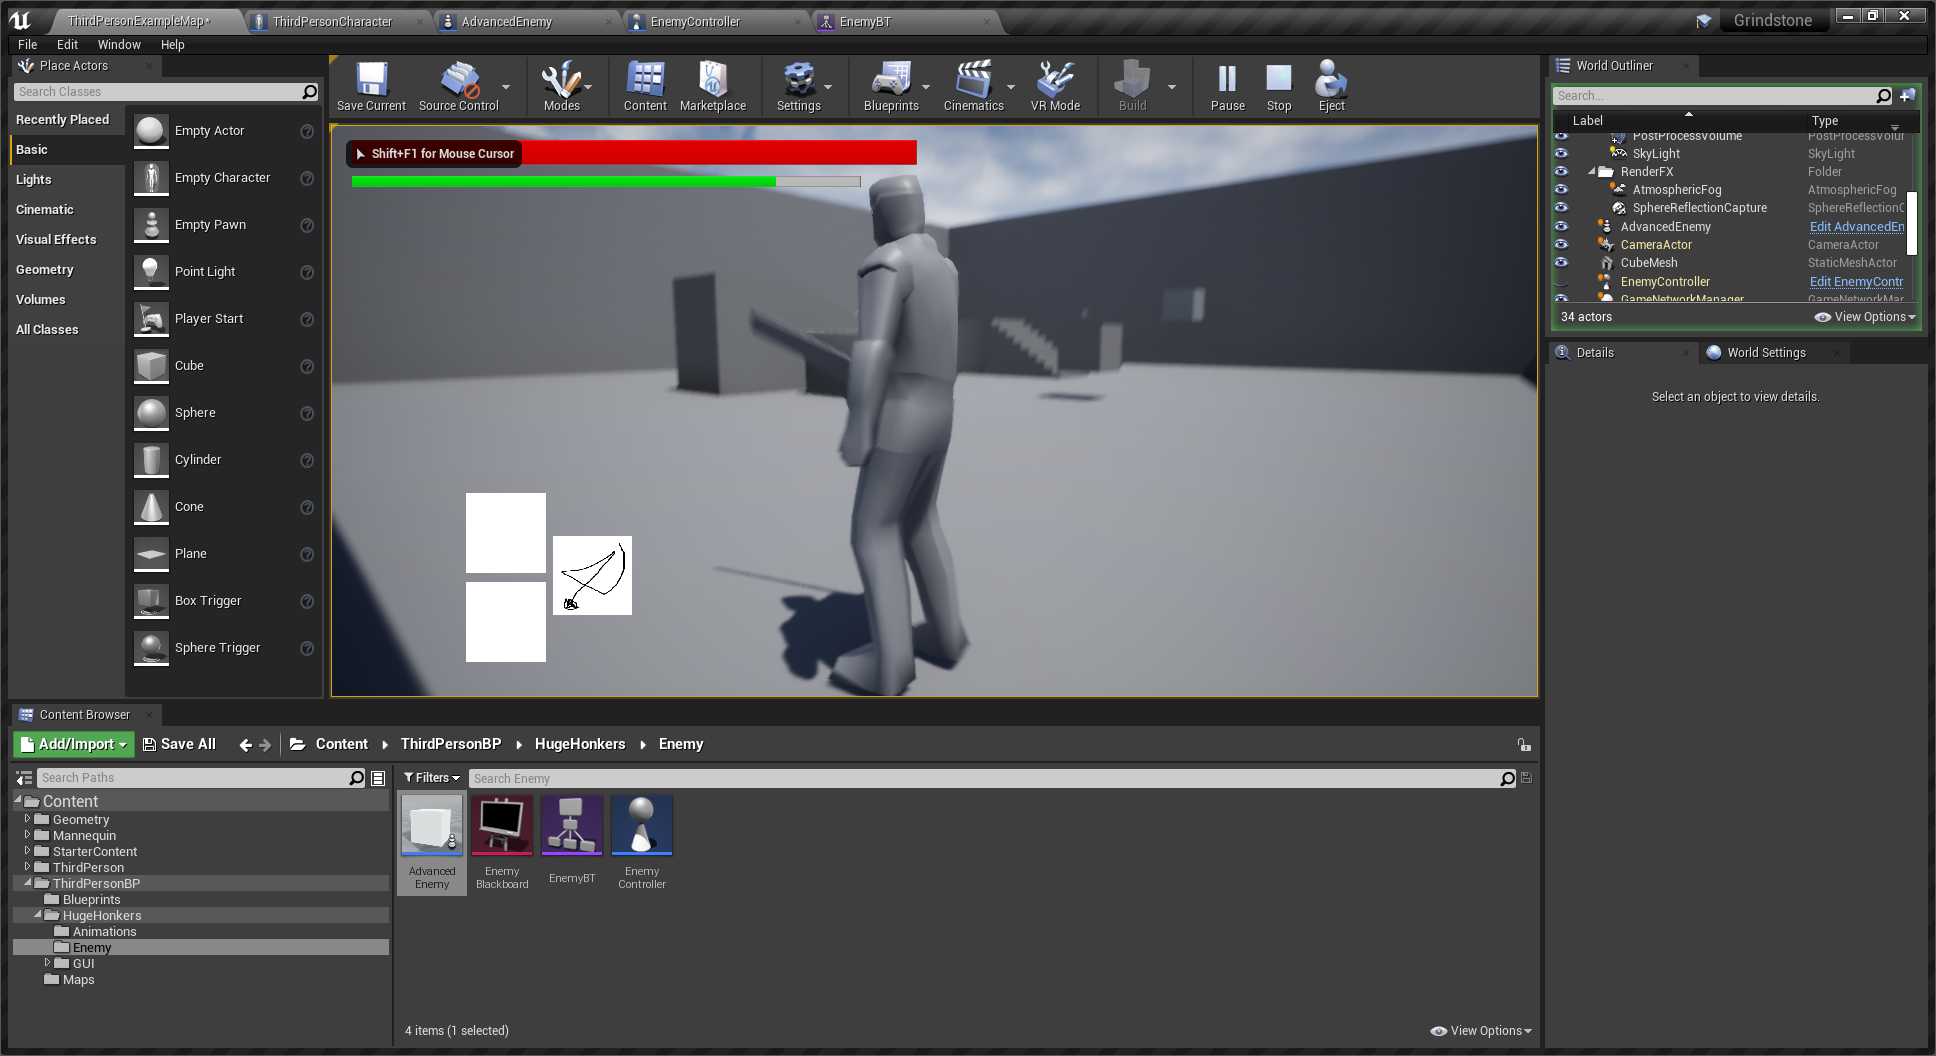 ThirdPersonExampleMap*
ThirdPersonCharacter
AdvancedEnemy
EnemyController
EnemyBT
Grindstone
File Edit Window Help
Place Actors
Search Classes
Recently Placed
Basic
Lights
Cinematic
Visual Effects
Geometry
Volumes
All Classes
Empty Actor
Empty Character
Empty Pawn
Point Light
Player Start
Cube
Sphere
Cylinder
Cone
Plane
Box Trigger
Sphere Trigger
Save Current
Source Control
Modes
Content
Marketplace
Settings
Blueprints
Cinematics
VR Mode
Build
Pause
Stop
Eject
Shift+F1 for Mouse Cursor
World Outliner
Search...
Label Type
PostProcessVolume PostProcessVolur
SkyLight SkyLight
RenderFX Folder
AtmosphericFog AtmosphericFog
SphereReflectionCapture SphereReflectionC
AdvancedEnemy Edit AdvancedEn
CameraActor CameraActor
CubeMesh StaticMeshActor
EnemyController Edit EnemyContr
GameNetworkManager GameNetworkMar
34 actors View Options
Details
World Settings
Select an object to view details.
Content Browser
Add/Import Save All Content ThirdPersonBP HugeHonkers Enemy
Search Paths
Content
Geometry
Mannequin
StarterContent
ThirdPerson
ThirdPersonBP
Blueprints
HugeHonkers
Animations
Enemy
GUI
Maps
Filters Search Enemy
Advanced
Enemy
Enemy
Blackboard
EnemyBT
Enemy
Controller
4 items (1 selected) View Options